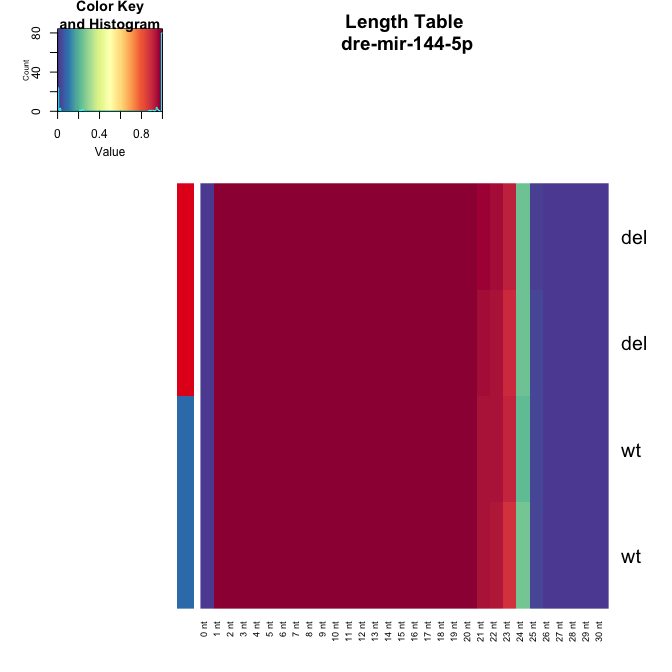 Color Key
and Histogram
Length Table
dre-mir-144-5p
Count
0 40 80
0 0.4 0.8
Value
del
del
wt
wt
0 nt 1 nt 2 nt 3 nt 4 nt 5 nt 6 nt 7 nt 8 nt 9 nt 10 nt 11 nt 12 nt 13 nt 14 nt 15 nt 16 nt 17 nt 18 nt 19 nt 20 nt 21 nt 22 nt 23 nt 24 nt 25 nt 26 nt 27 nt 28 nt 29 nt 30 nt